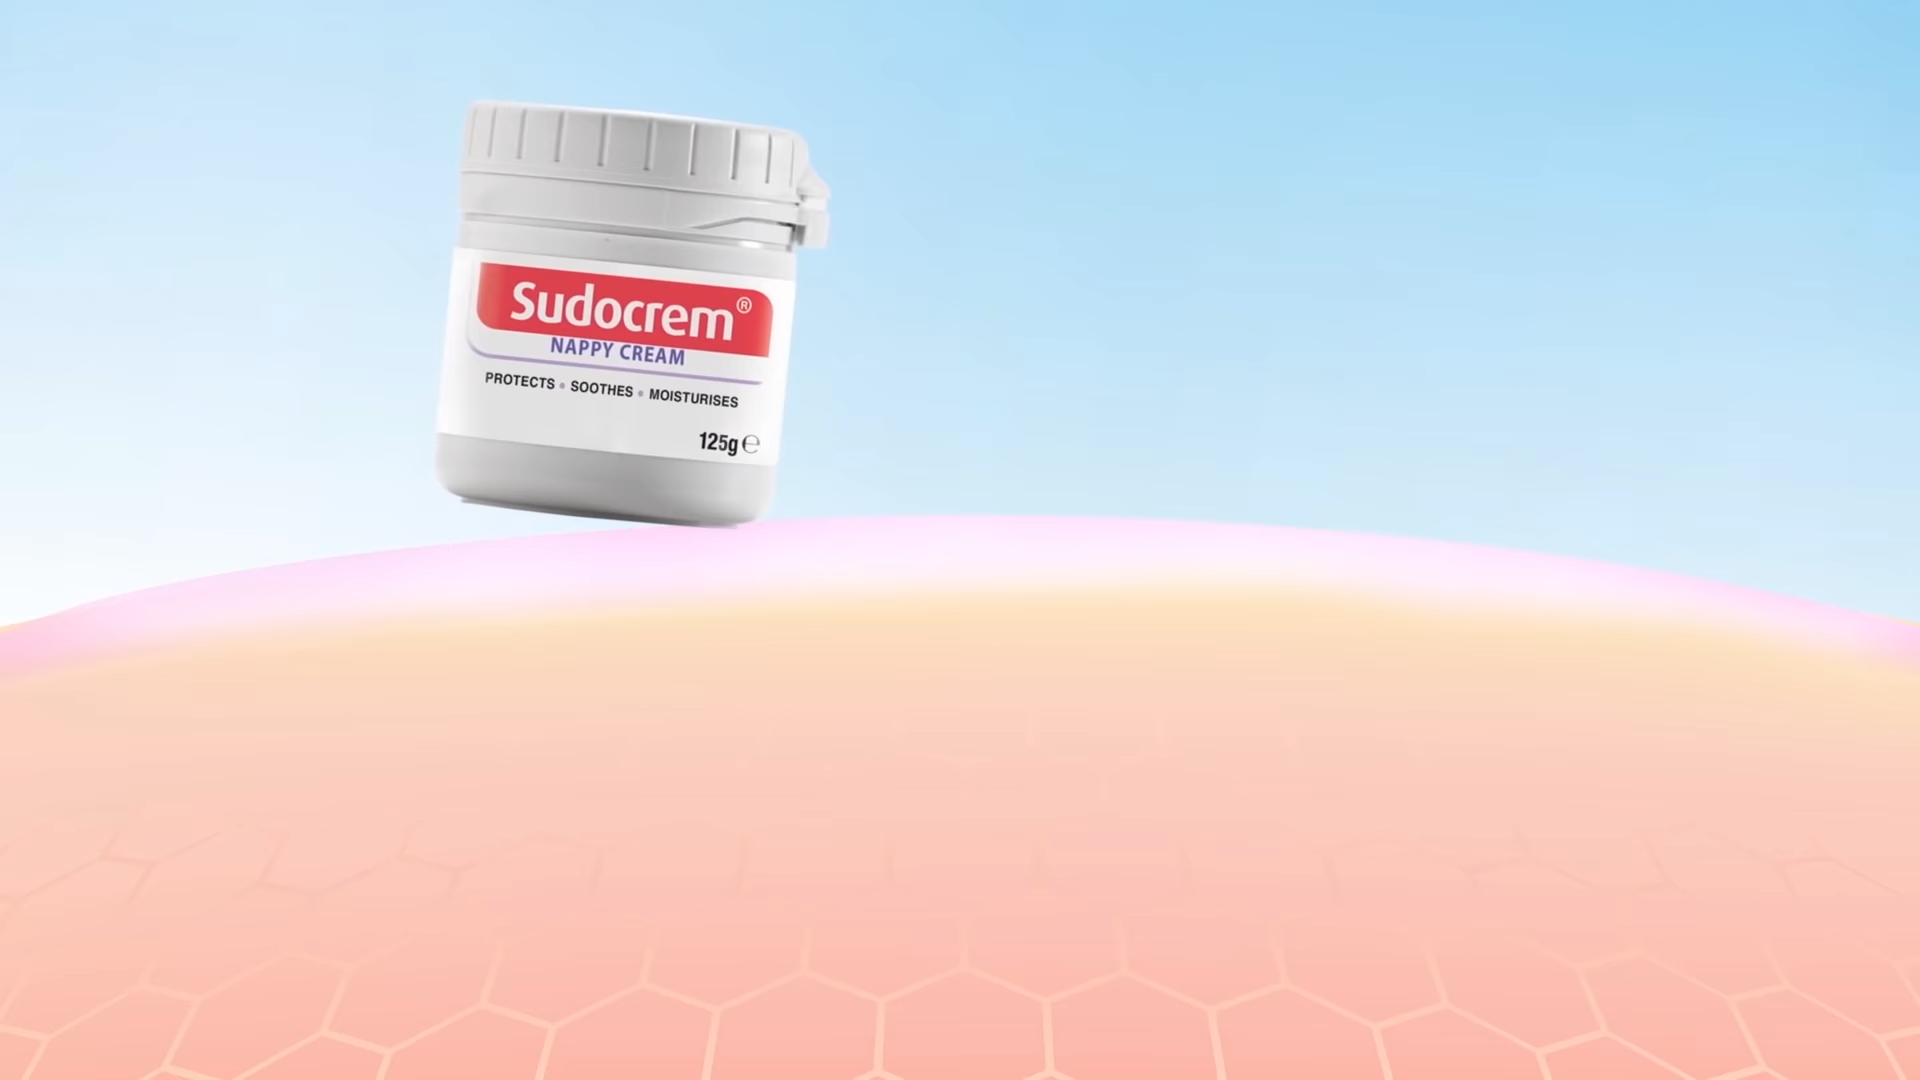 Sudocrem®
NAPPY CREAM
PROTECTS • SOOTHES • MOISTURISES
125g ℮